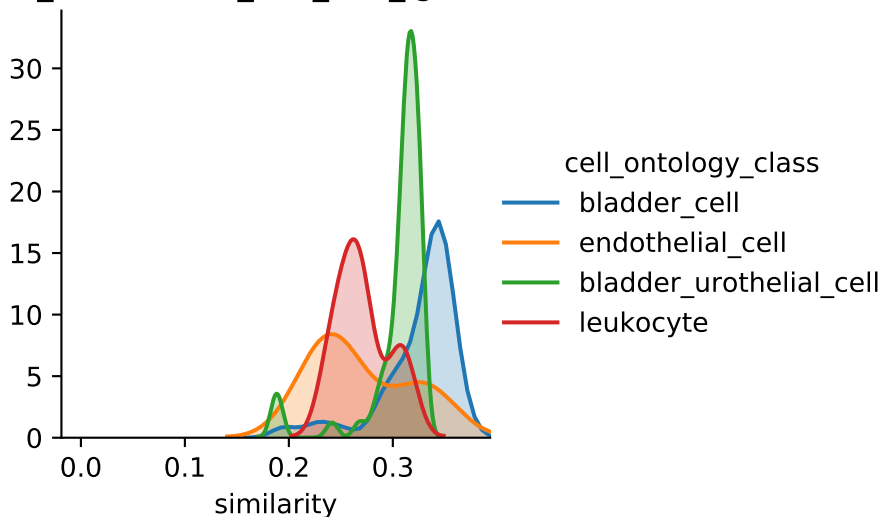 30
25
20
15
10
5
0
0.0 0.1 0.2 0.3
similarity
cell_ontology_class
bladder_cell
endothelial_cell
bladder_urothelial_cell
leukocyte